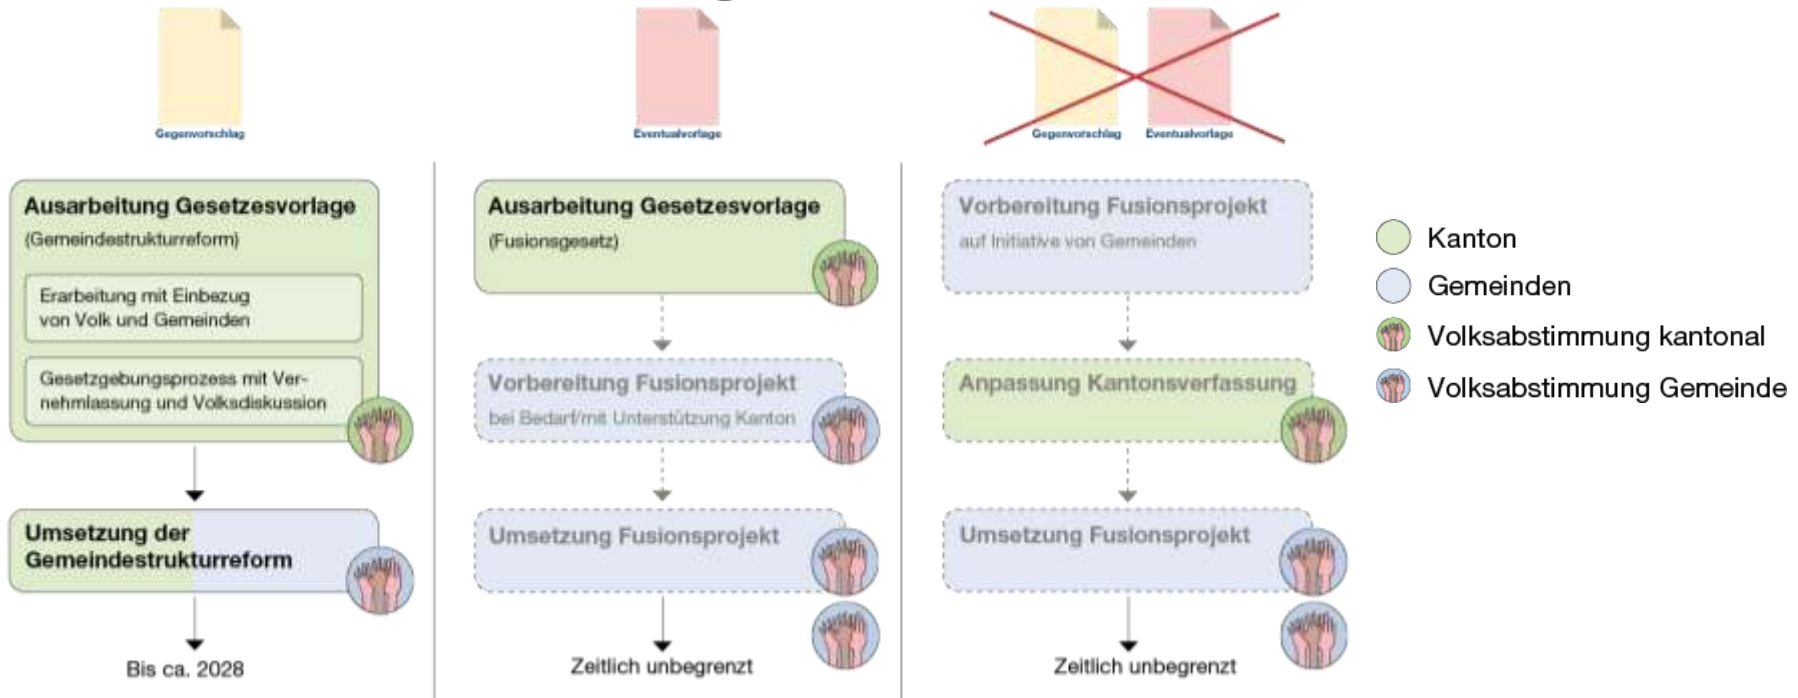 Gegenvorschlag
Ausarbeitung Gesetzesvorlage
(Gemeindestrukturreform)
Erarbeitung mit Einbezug
von Volk und Gemeinden
Gesetzgebungsprozess mit Ver-
nehmlassung und Volksdiskussion
Umsetzung der
Gemeindestrukturreform
Bis ca. 2028
Eventualvorlage
Ausarbeitung Gesetzesvorlage
(Fusionsgesetz)
Vorbereitung Fusionsprojekt
bei Bedarf/mit Unterstützung Kanton
Umsetzung Fusionsprojekt
Zeitlich unbegrenzt
Gegenvorschlag
Eventualvorlage
Vorbereitung Fusionsprojekt
auf Initiative von Gemeinden
Anpassung Kantonsverfassung
Umsetzung Fusionsprojekt
Zeitlich unbegrenzt
Kanton
Gemeinden
Volksabstimmung kantonal
Volksabstimmung Gemeinde